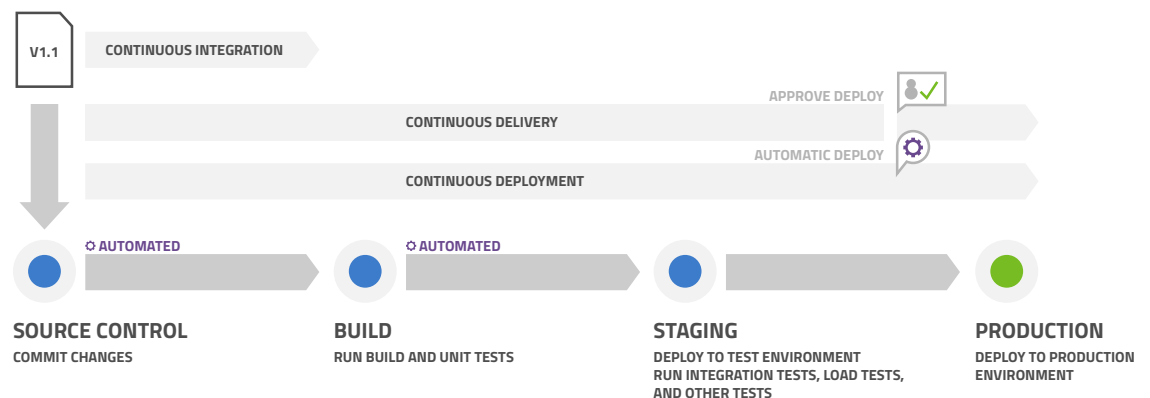 V1.1
CONTINUOUS INTEGRATION
APPROVE DEPLOY
CONTINUOUS DELIVERY
AUTOMATIC DEPLOY
CONTINUOUS DEPLOYMENT
AUTOMATED
AUTOMATED
SOURCE CONTROL
COMMIT CHANGES
BUILD
RUN BUILD AND UNIT TESTS
STAGING
DEPLOY TO TEST ENVIRONMENT
RUN INTEGRATION TESTS, LOAD TESTS,
AND OTHER TESTS
PRODUCTION
DEPLOY TO PRODUCTION
ENVIRONMENT